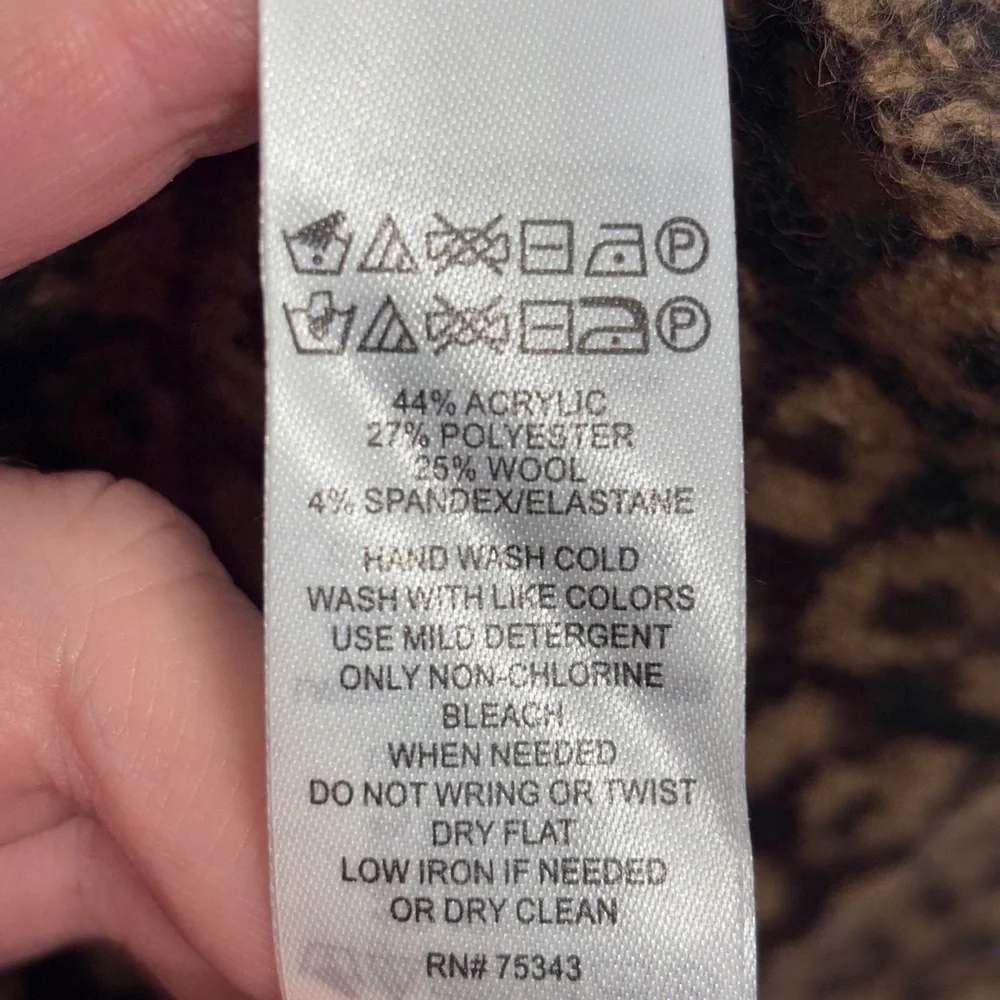 P
P
44% ACRYLIC
27% POLYESTER
25% WOOL
4% SPANDEX/ELASTANE
HAND WASH COLD
WASH WITH LIKE COLORS
USE MILD DETERGENT
ONLY NON-CHLORINE
BLEACH
WHEN NEEDED
DO NOT WRING OR TWIST
DRY FLAT
LOW IRON IF NEEDED
OR DRY CLEAN
RN# 75343